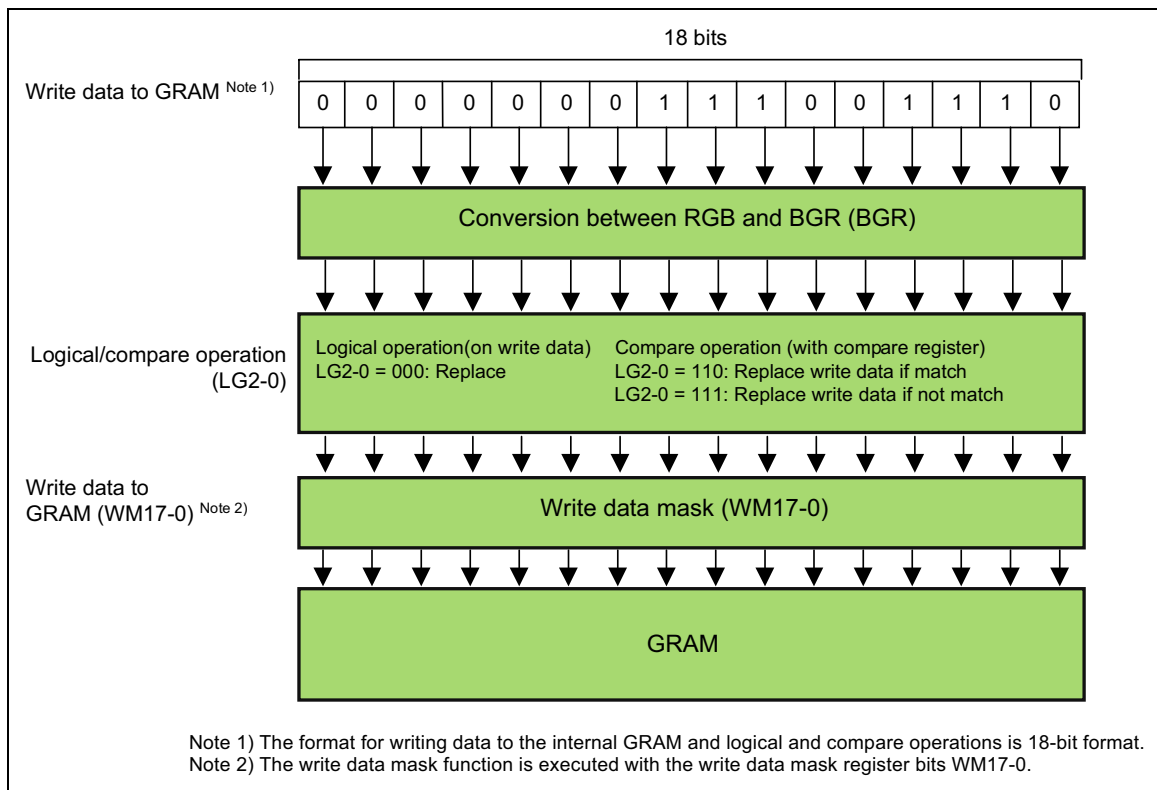 18 bits
Write data to GRAM Note 1)
0 0 0 0 0 0 0 1 1 1 0 0 1 1 1 0
Conversion between RGB and BGR (BGR)
Logical/compare operation
(LG2-0)
Logical operation(on write data)
LG2-0 = 000: Replace
Compare operation (with compare register)
LG2-0 = 110: Replace write data if match
LG2-0 = 111: Replace write data if not match
Write data to
GRAM (WM17-0) Note 2)
Write data mask (WM17-0)
GRAM
Note 1) The format for writing data to the internal GRAM and logical and compare operations is 18-bit format.
Note 2) The write data mask function is executed with the write data mask register bits WM17-0.